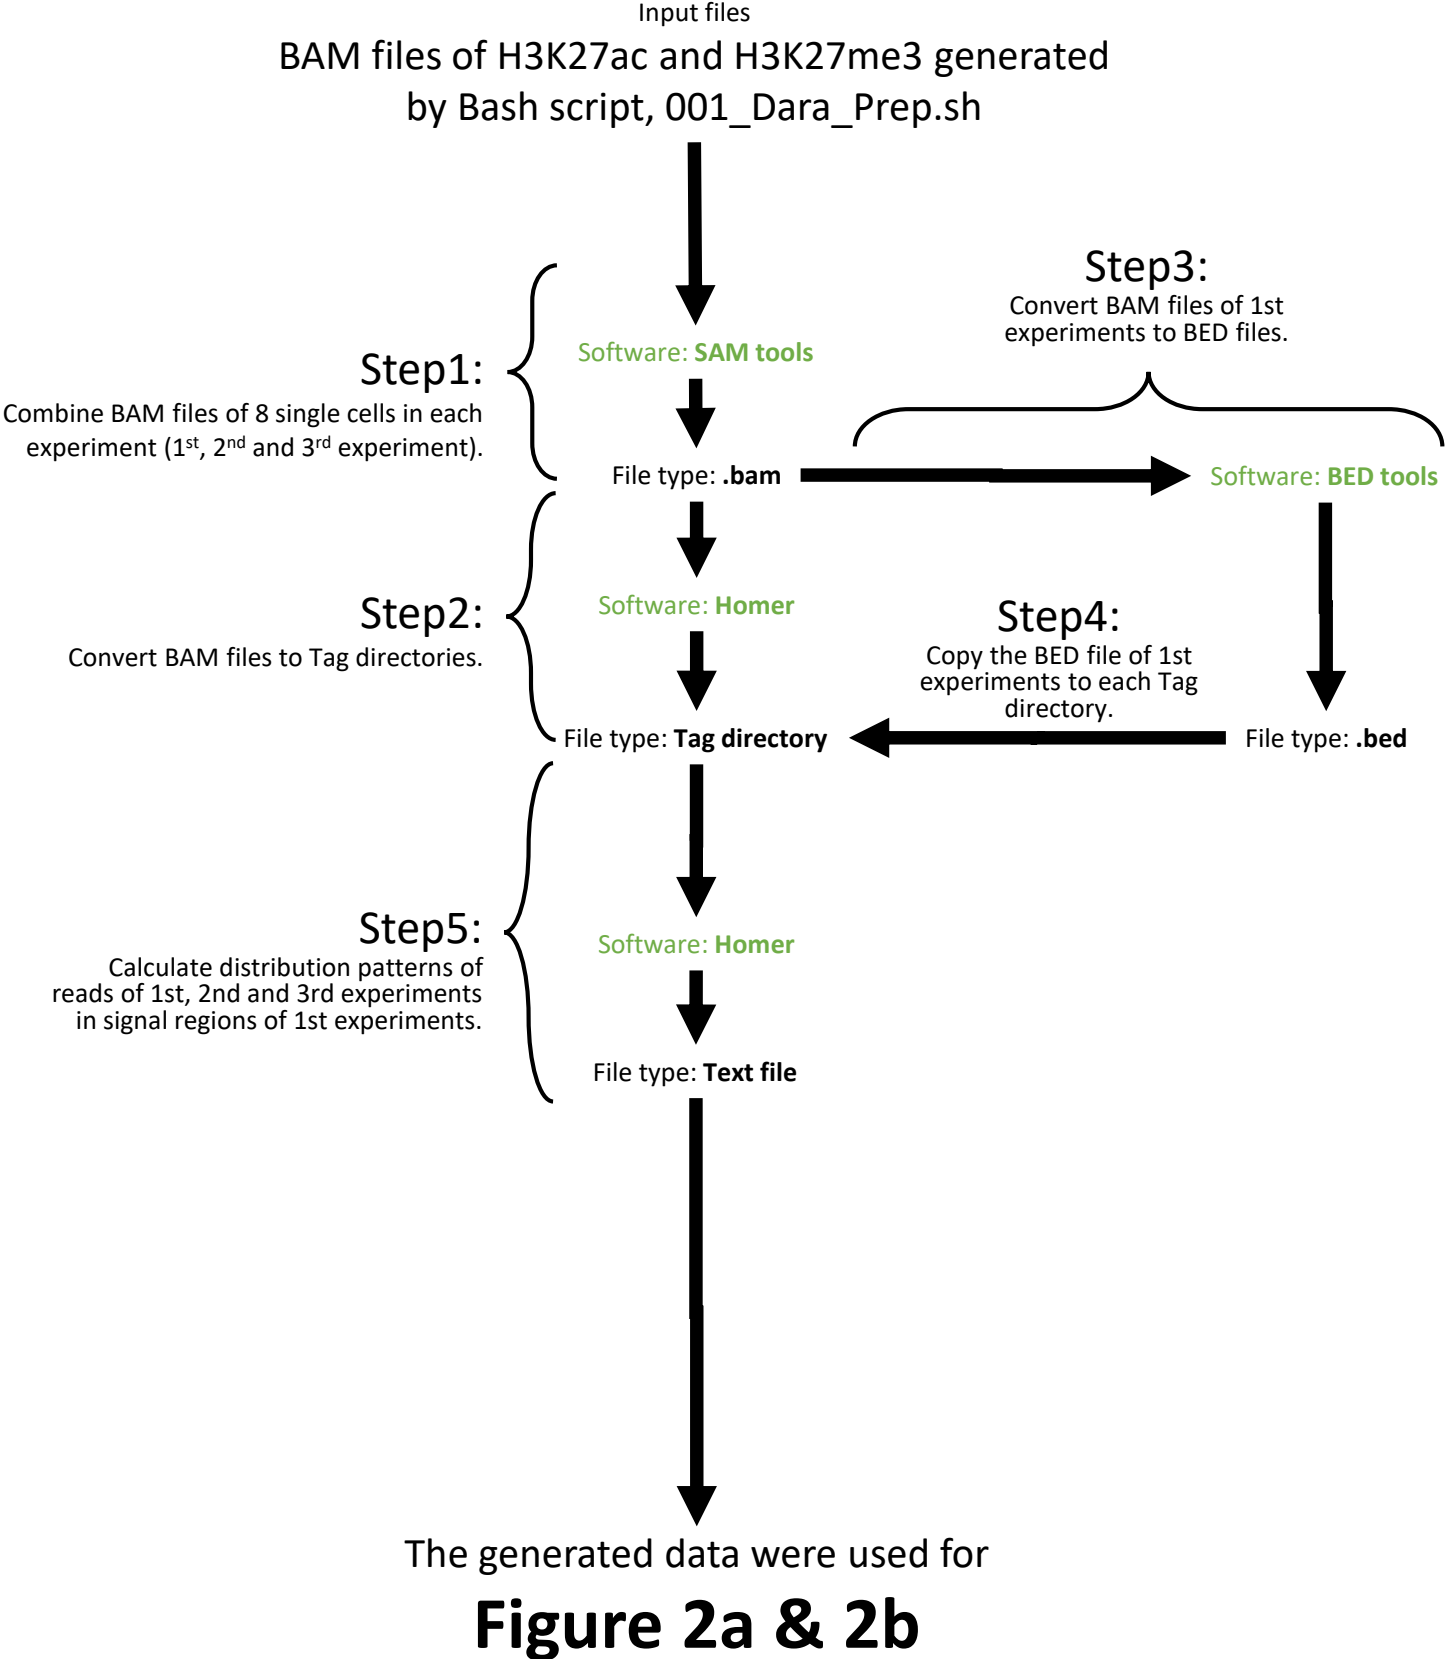 Input files
BAM files of H3K27ac and H3K27me3 generated
by Bash script, 001_Dara_Prep.sh
Step1:
Combine BAM files of 8 single cells in each
experiment (1st, 2nd and 3rd experiment).
Software: SAM tools
File type: .bam
Step3:
Convert BAM files of 1st
experiments to BED files.
Software: BED tools
Step2:
Convert BAM files to Tag directories.
Software: Homer
File type: Tag directory
Step4:
Copy the BED file of 1st
experiments to each Tag
directory.
File type: .bed
Step5:
Calculate distribution patterns of
reads of 1st, 2nd and 3rd experiments
in signal regions of 1st experiments.
Software: Homer
File type: Text file
The generated data were used for
Figure 2a & 2b